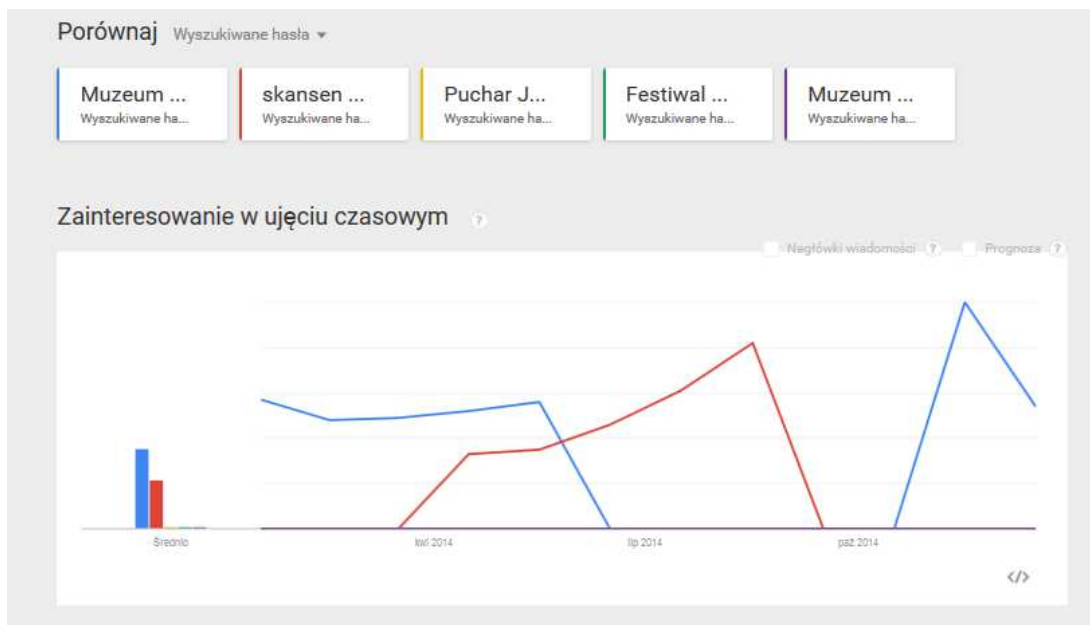 Porównaj Wyszukiwane hasła
Muzeum ... skansen ... Puchar J... Festiwal ... Muzeum ...
Wyszukiwane ha... Wyszukiwane ha... Wyszukiwane ha... Wyszukiwane ha... Wyszukiwane ha...
Zainteresowanie w ujęciu czasowym ?
Nagłówki wiadomości ? Prognoza ?
Średnio kwi 2014 lip 2014 paź 2014
</>